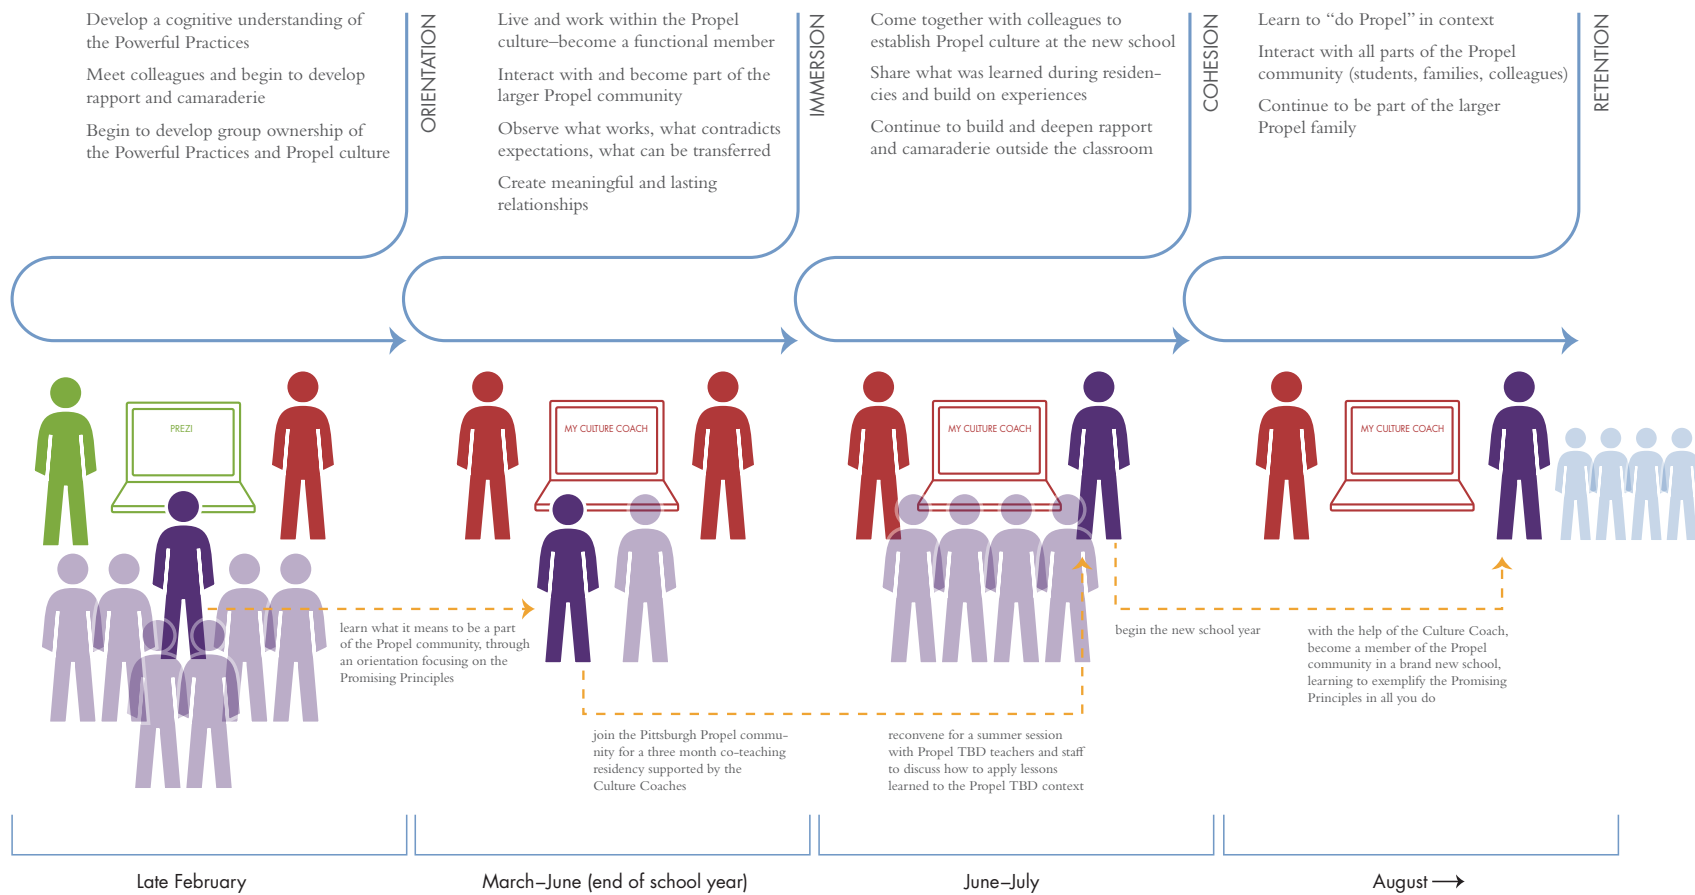 Develop a cognitive understanding of
the Powerful Practices
Meet colleagues and begin to develop
rapport and camaraderie
Begin to develop group ownership of
the Powerful Practices and Propel culture
ORIENTATION
Live and work within the Propel
culture–become a functional member
Interact with and become part of the
larger Propel community
Observe what works, what contradicts
expectations, what can be transferred
Create meaningful and lasting
relationships
IMMERSION
Come together with colleagues to
establish Propel culture at the new school
Share what was learned during residen-
cies and build on experiences
Continue to build and deepen rapport
and camaraderie outside the classroom
COHESION
Learn to “do Propel” in context
Interact with all parts of the Propel
community (students, families, colleagues)
Continue to be part of the larger
Propel family
RETENTION
PREZI
MY CULTURE COACH
MY CULTURE COACH
MY CULTURE COACH
learn what it means to be a part
of the Propel community, through
an orientation focusing on the
Promising Principles
join the Pittsburgh Propel commu-
nity for a three month co-teaching
residency supported by the
Culture Coaches
reconvene for a summer session
with Propel TBD teachers and staff
to discuss how to apply lessons
learned to the Propel TBD context
begin the new school year
with the help of the Culture Coach,
become a member of the Propel
community in a brand new school,
learning to exemplify the Promising
Principles in all you do
Late February
March–June (end of school year)
June–July
August